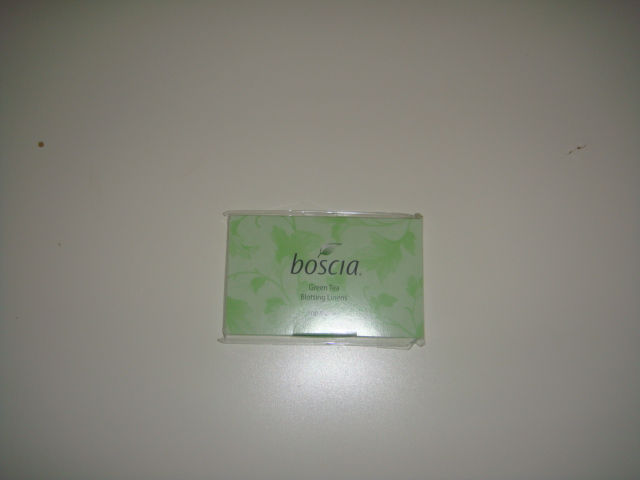 boscia.
Green Tea
Blotting Linens